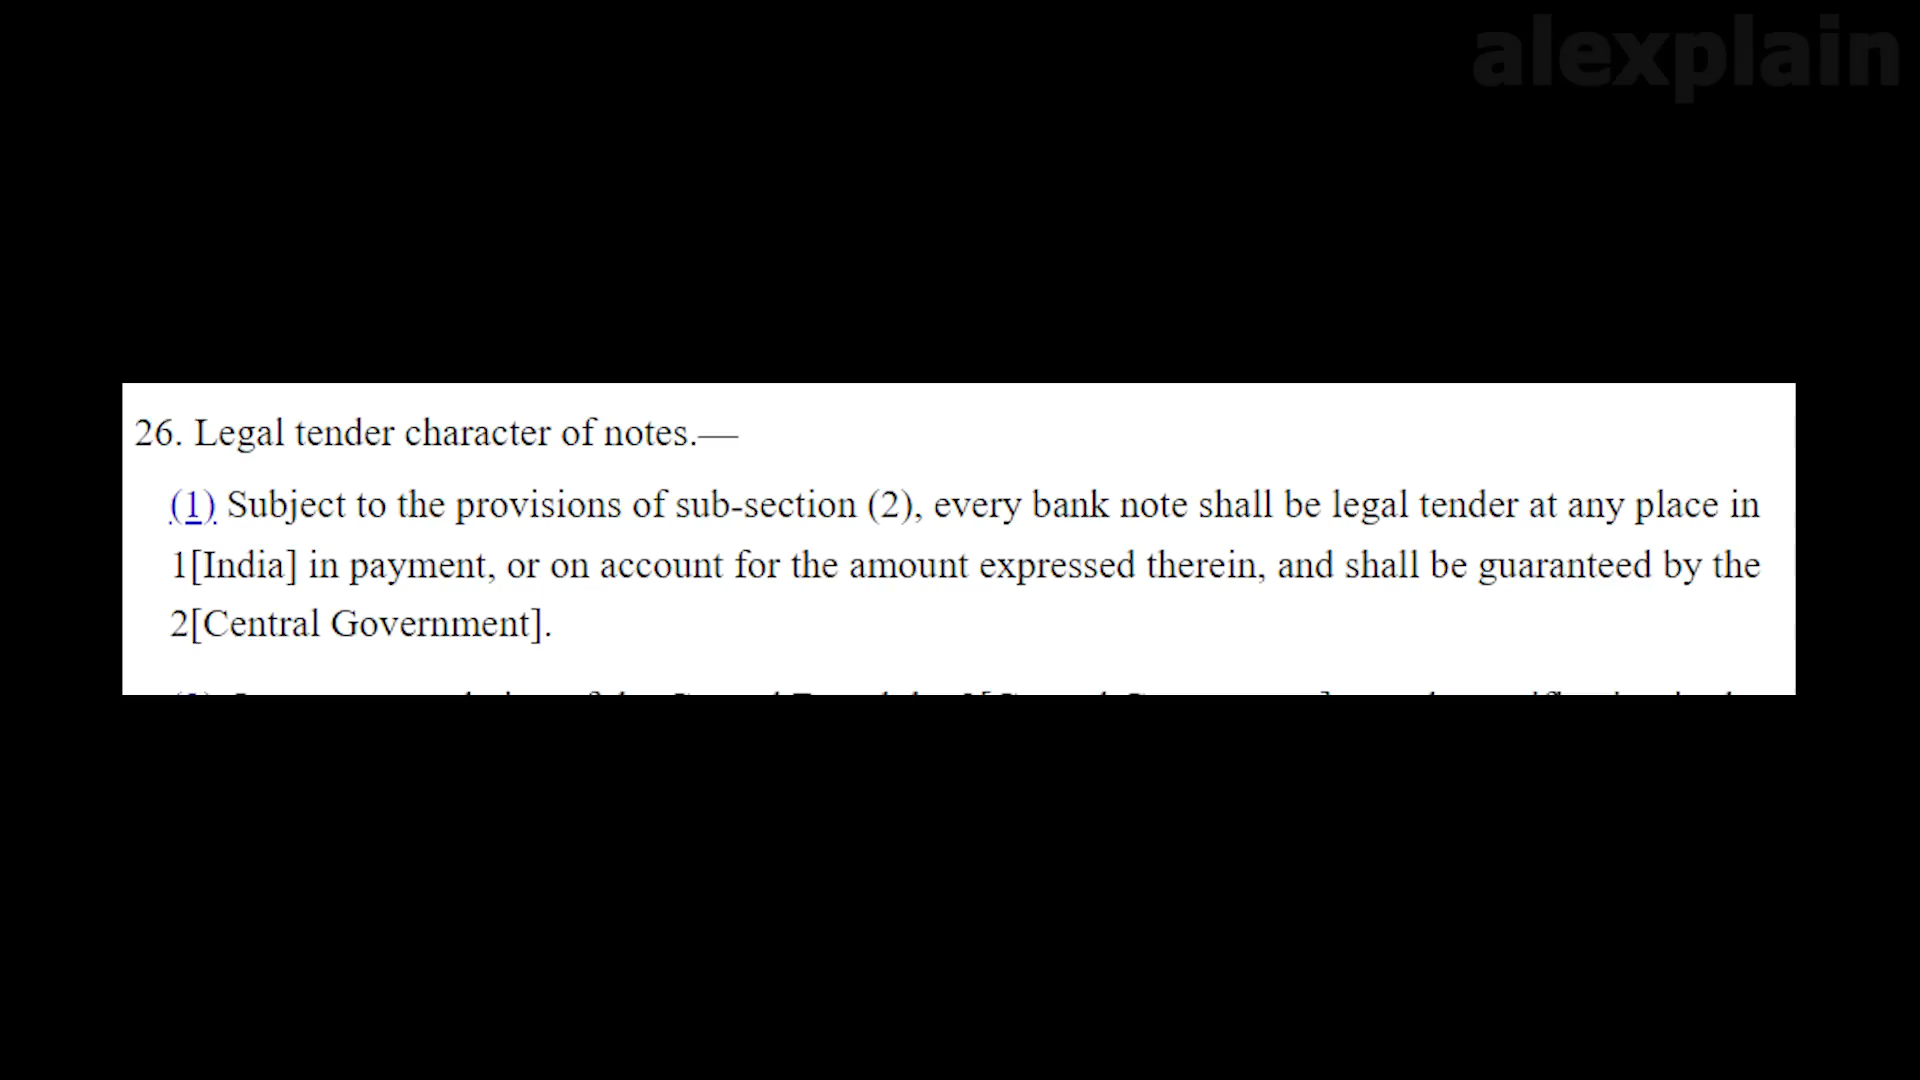 alexplain
26. Legal tender character of notes.—
(1) Subject to the provisions of sub-section (2), every bank note shall be legal tender at any place in
1[India] in payment, or on account for the amount expressed therein, and shall be guaranteed by the
2[Central Government].